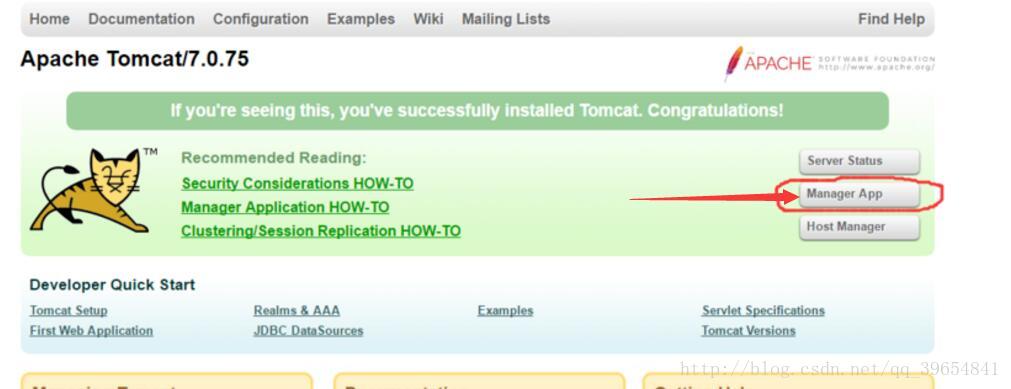 Home Documentation Configuration Examples Wiki Mailing Lists Find Help
Apache Tomcat/7.0.75
APACHE SOFTWARE FOUNDATION
http://www.apache.org/
If you're seeing this, you've successfully installed Tomcat. Congratulations!
TM
Recommended Reading:
Security Considerations HOW-TO
Manager Application HOW-TO
Clustering/Session Replication HOW-TO
Server Status
Manager App
Host Manager
Developer Quick Start
Tomcat Setup
First Web Application
Realms & AAA
JDBC DataSources
Examples
Servlet Specifications
Tomcat Versions
http://blog.csdn.net/qq_39654841